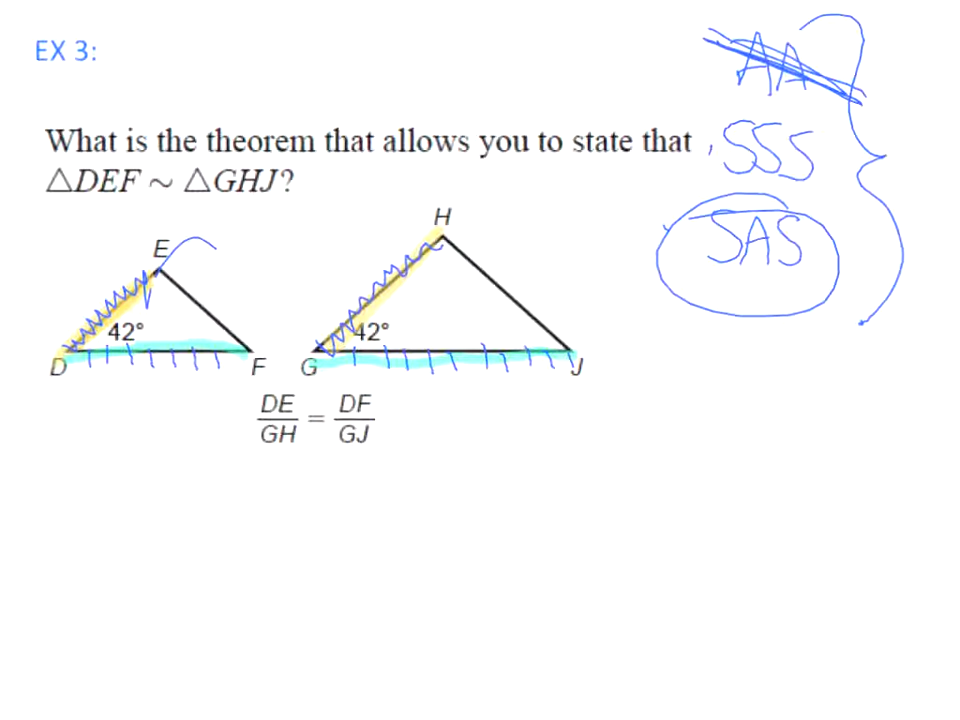 EX 3:
AA
What is the theorem that allows you to state that
△DEF ~ △GHJ?
SSS
SAS
H
E
42°
42°
D
F
G
J
DE
GH
=
DF
GJ